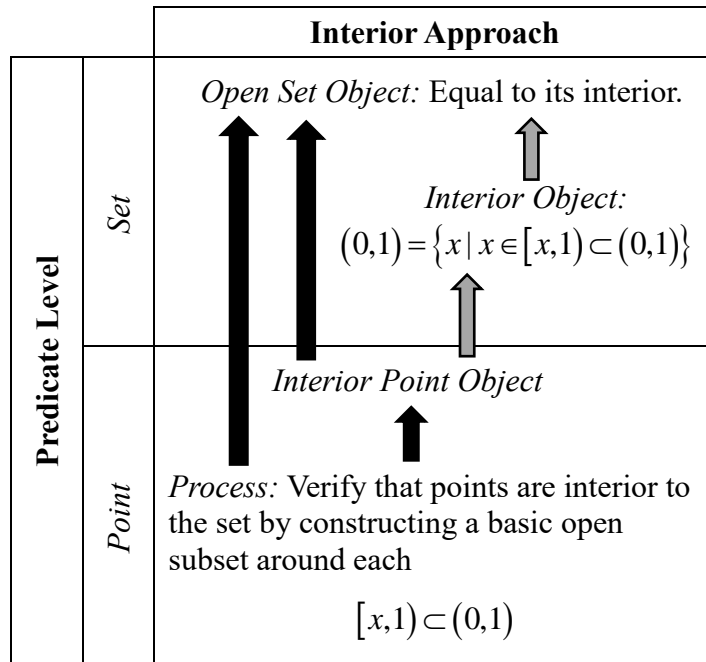 Interior Approach
Predicate Level
Set
Open Set Object: Equal to its interior.
Interior Object:
(0,1) = {x | x ∈ [x,1) ⊂ (0,1)}
Point
Interior Point Object
Process: Verify that points are interior to
the set by constructing a basic open
subset around each
[x,1) ⊂ (0,1)